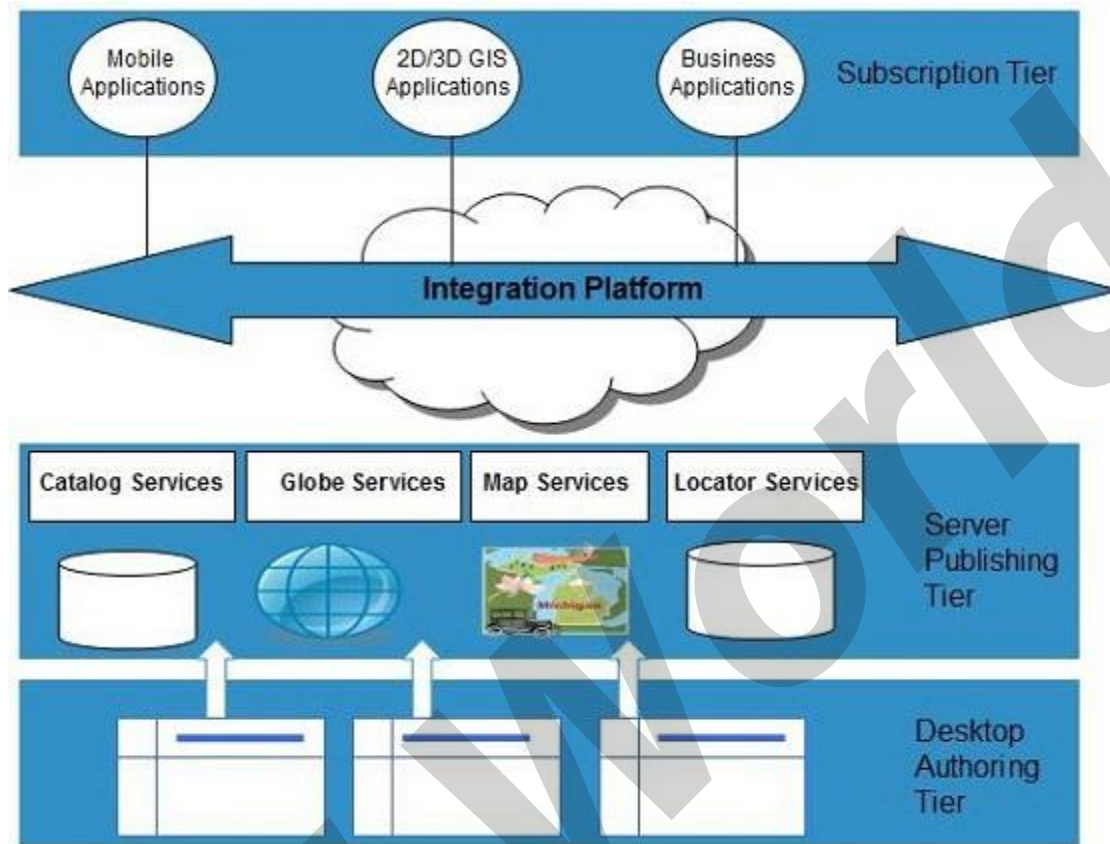 Mobile
Applications
2D/3D GIS
Applications
Business
Applications
Subscription Tier
Integration Platform
Catalog Services
Globe Services
Map Services
Locator Services
Michigan
Server
Publishing
Tier
Desktop
Authoring
Tier
World